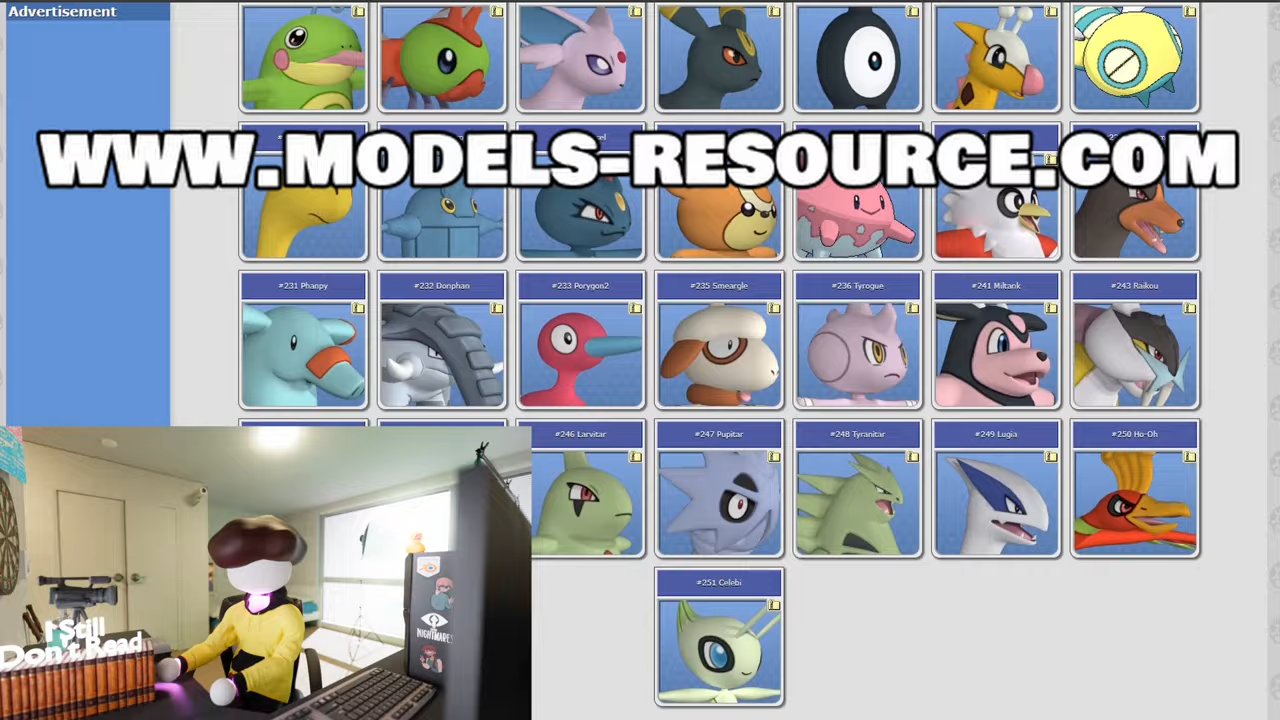 Advertisement
WWW.MODELS-RESOURCE.COM
#231 Phanpy
#232 Donphan
#233 Porygon2
#235 Smeargle
#236 Tyrogue
#241 Miltank
#243 Raikou
#246 Larvitar
#247 Pupitar
#248 Tyranitar
#249 Lugia
#250 Ho-Oh
#251 Celebi
I Still
Don't Read
NIGHTMARE